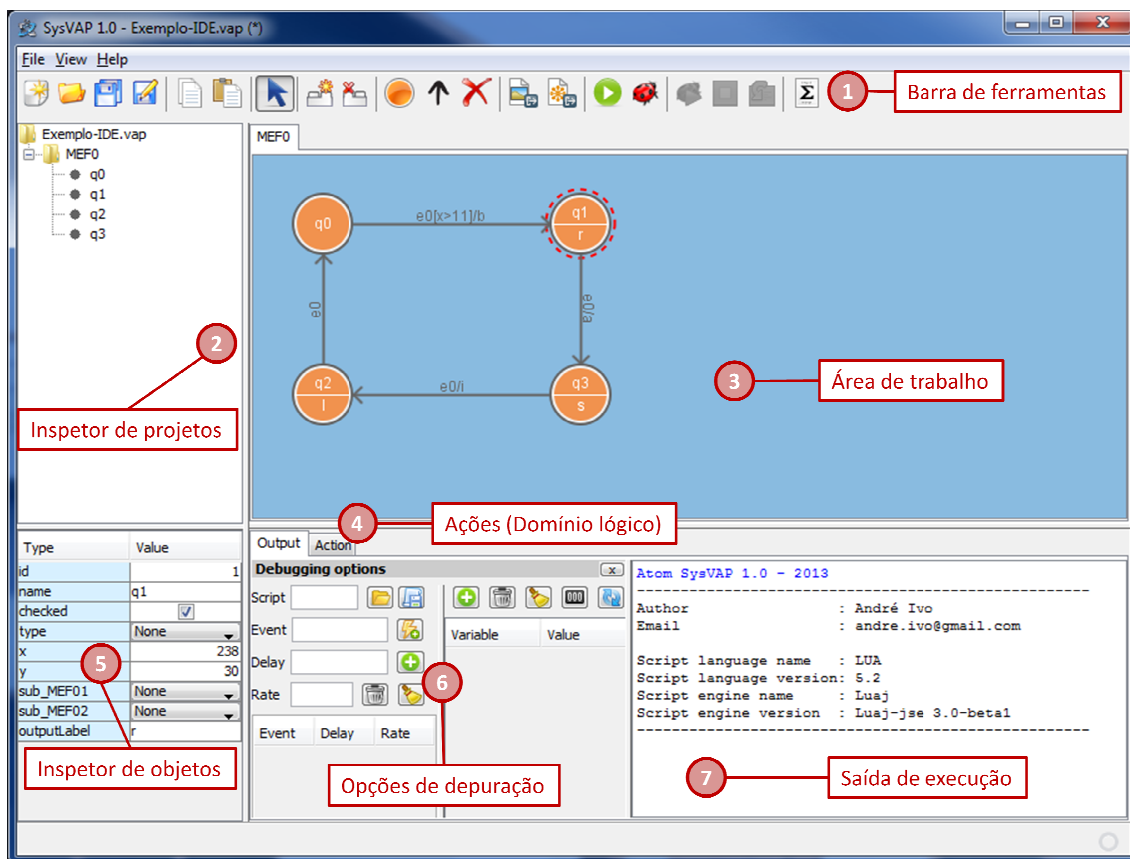 SysVAP 1.0 - Exemplo-IDE.vap (*)
File View Help
Σ
1
Barra de ferramentas
Exemplo-IDE.vap
MEF0
q0
q1
q2
q3
2
Inspetor de projetos
MEF0
q0
e0[x>11]/b
q1
r
e0
e0/a
q2
l
e0/i
q3
s
3
Área de trabalho
4
Ações (Domínio lógico)
Type Value
id 1
name q1
checked
type None
x 238
y 30
sub_MEF01 None
sub_MEF02 None
outputLabel r
5
Inspetor de objetos
Output Action
Debugging options
Script
Event
Delay
Rate
Event Delay Rate
Variable Value
6
Opções de depuração
Atom SysVAP 1.0 - 2013
----------------------------------------------------
Author : André Ivo
Email : andre.ivo@gmail.com
Script language name : LUA
Script language version: 5.2
Script engine name : Luaj
Script engine version : Luaj-jse 3.0-beta1
----------------------------------------------------
7
Saída de execução